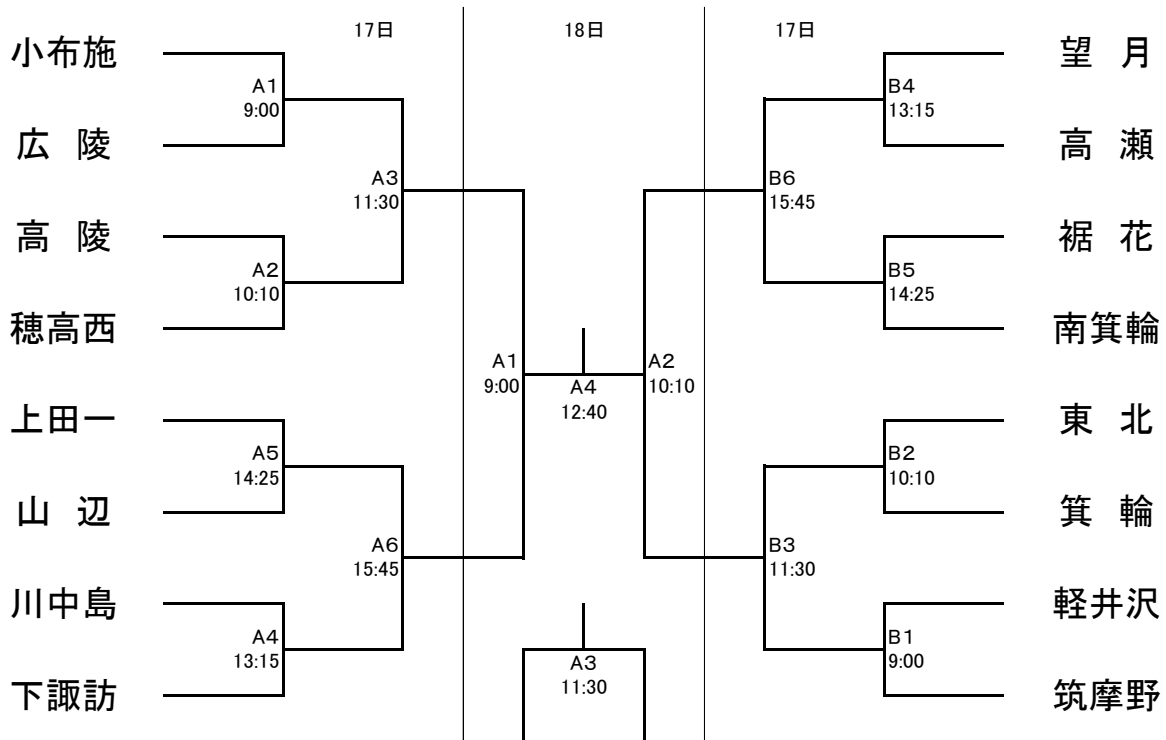 17日 18日 17日
小布施
A1
9:00
広 陵
A3
11:30
高 陵
A2
10:10
穂高西
上田一
A5
14:25
山 辺
A6
15:45
川中島
A4
13:15
下諏訪
A1
9:00
A4
12:40
A2
10:10
A3
11:30
望 月
B4
13:15
高 瀬
B6
15:45
裾 花
B5
14:25
南箕輪
東 北
B2
10:10
箕 輪
B3
11:30
軽井沢
B1
9:00
筑摩野